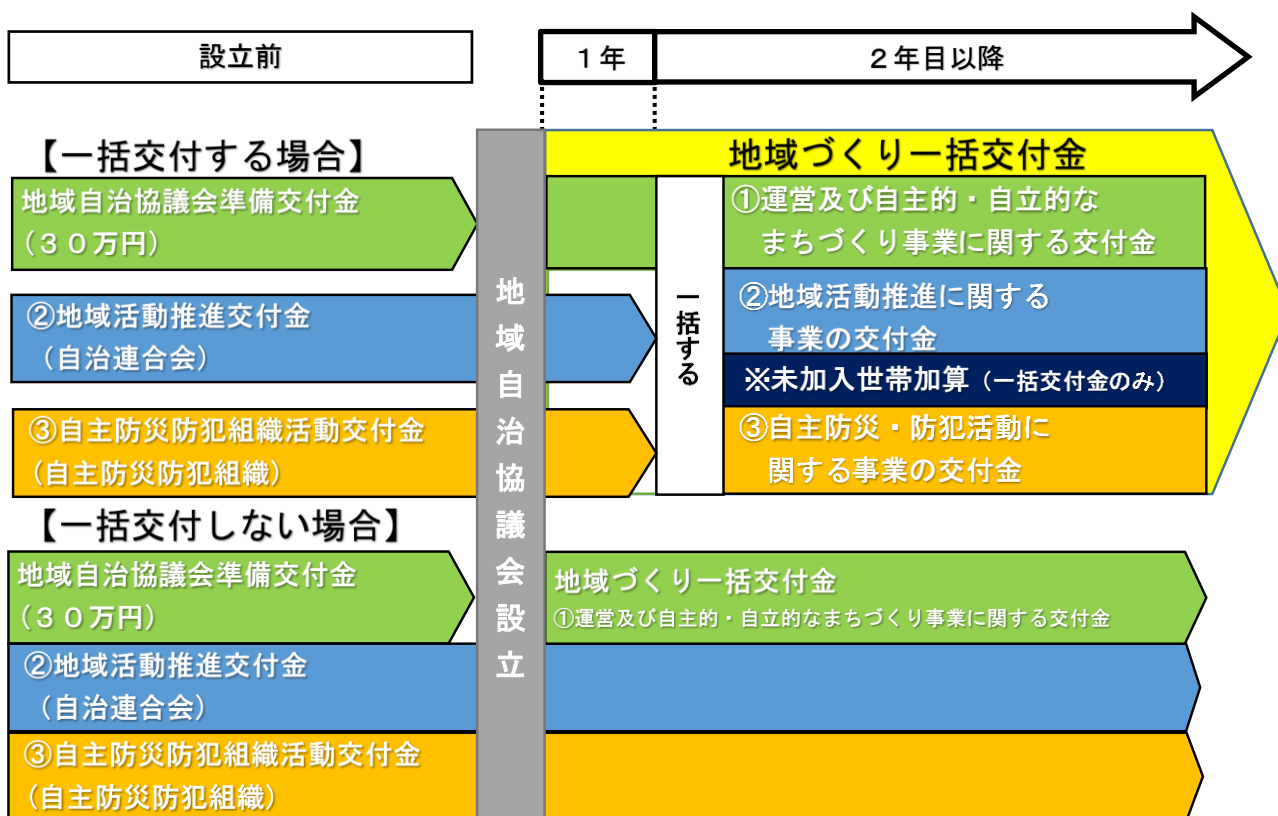 設立前
１年
２年目以降
【一括交付する場合】
地域づくり一括交付金
地域自治協議会準備交付金
（３０万円）
①運営及び自主的・自立的な
まちづくり事業に関する交付金
②地域活動推進交付金
（自治連合会）
②地域活動推進に関する
事業の交付金
※未加入世帯加算（一括交付金のみ）
③自主防災防犯組織活動交付金
（自主防災防犯組織）
③自主防災・防犯活動に
関する事業の交付金
一括する
地域自治協議会設立
【一括交付しない場合】
地域自治協議会準備交付金
（３０万円）
地域づくり一括交付金
①運営及び自主的・自立的なまちづくり事業に関する交付金
②地域活動推進交付金
（自治連合会）
③自主防災防犯組織活動交付金
（自主防災防犯組織）